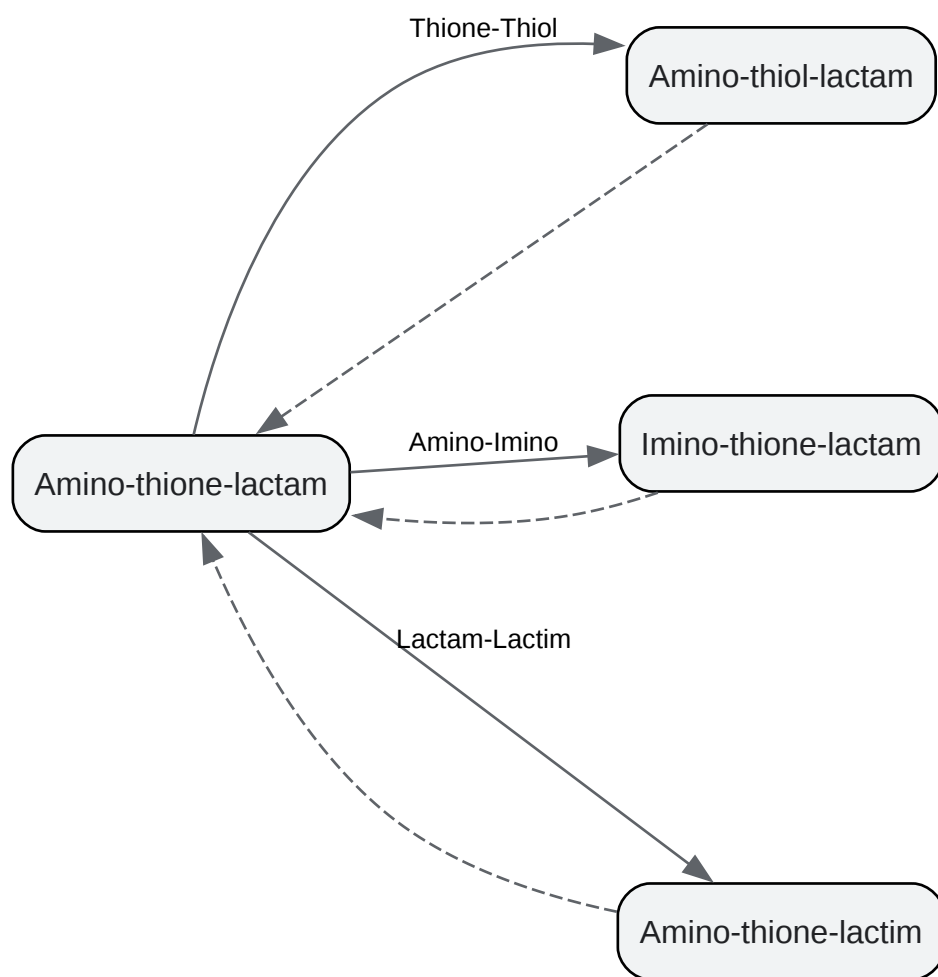 Thione-Thiol
Amino-thiol-lactam
Amino-Imino
Imino-thione-lactam
Amino-thione-lactam
Lactam-Lactim
Amino-thione-lactim